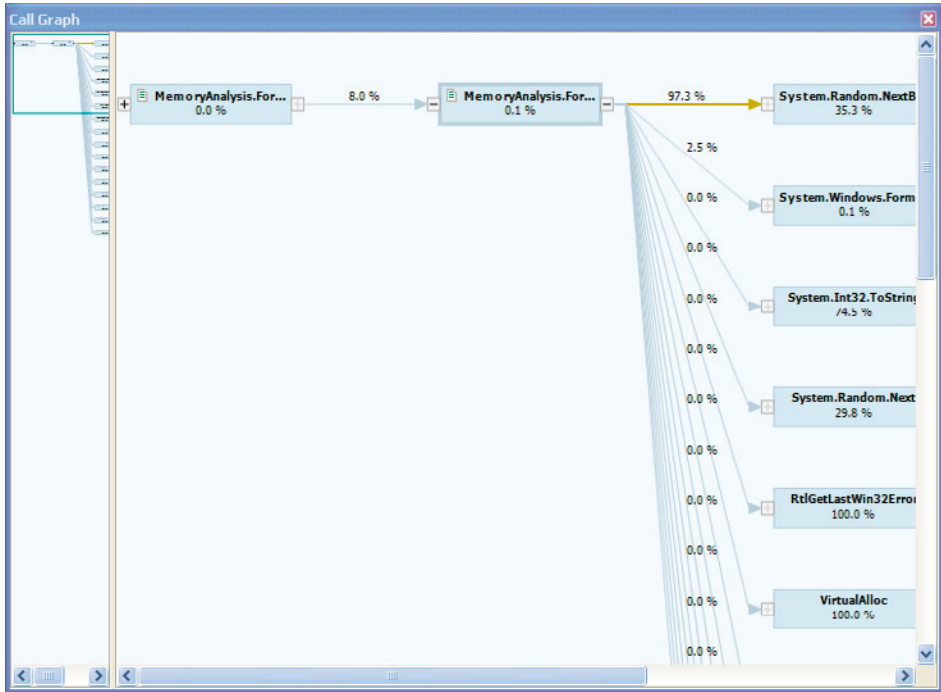 Call Graph
MemoryAnalysis.For...
0.0 %
8.0 %
MemoryAnalysis.For...
0.1 %
97.3 %
System.Random.NextB
35.3 %
2.5 %
0.0 %
System.Windows.Form
0.1 %
0.0 %
0.0 %
System.Int32.ToString
74.5 %
0.0 %
0.0 %
System.Random.Next
29.8 %
0.0 %
0.0 %
RtlGetLastWin32Error
100.0 %
0.0 %
0.0 %
VirtualAlloc
100.0 %
0.0 %